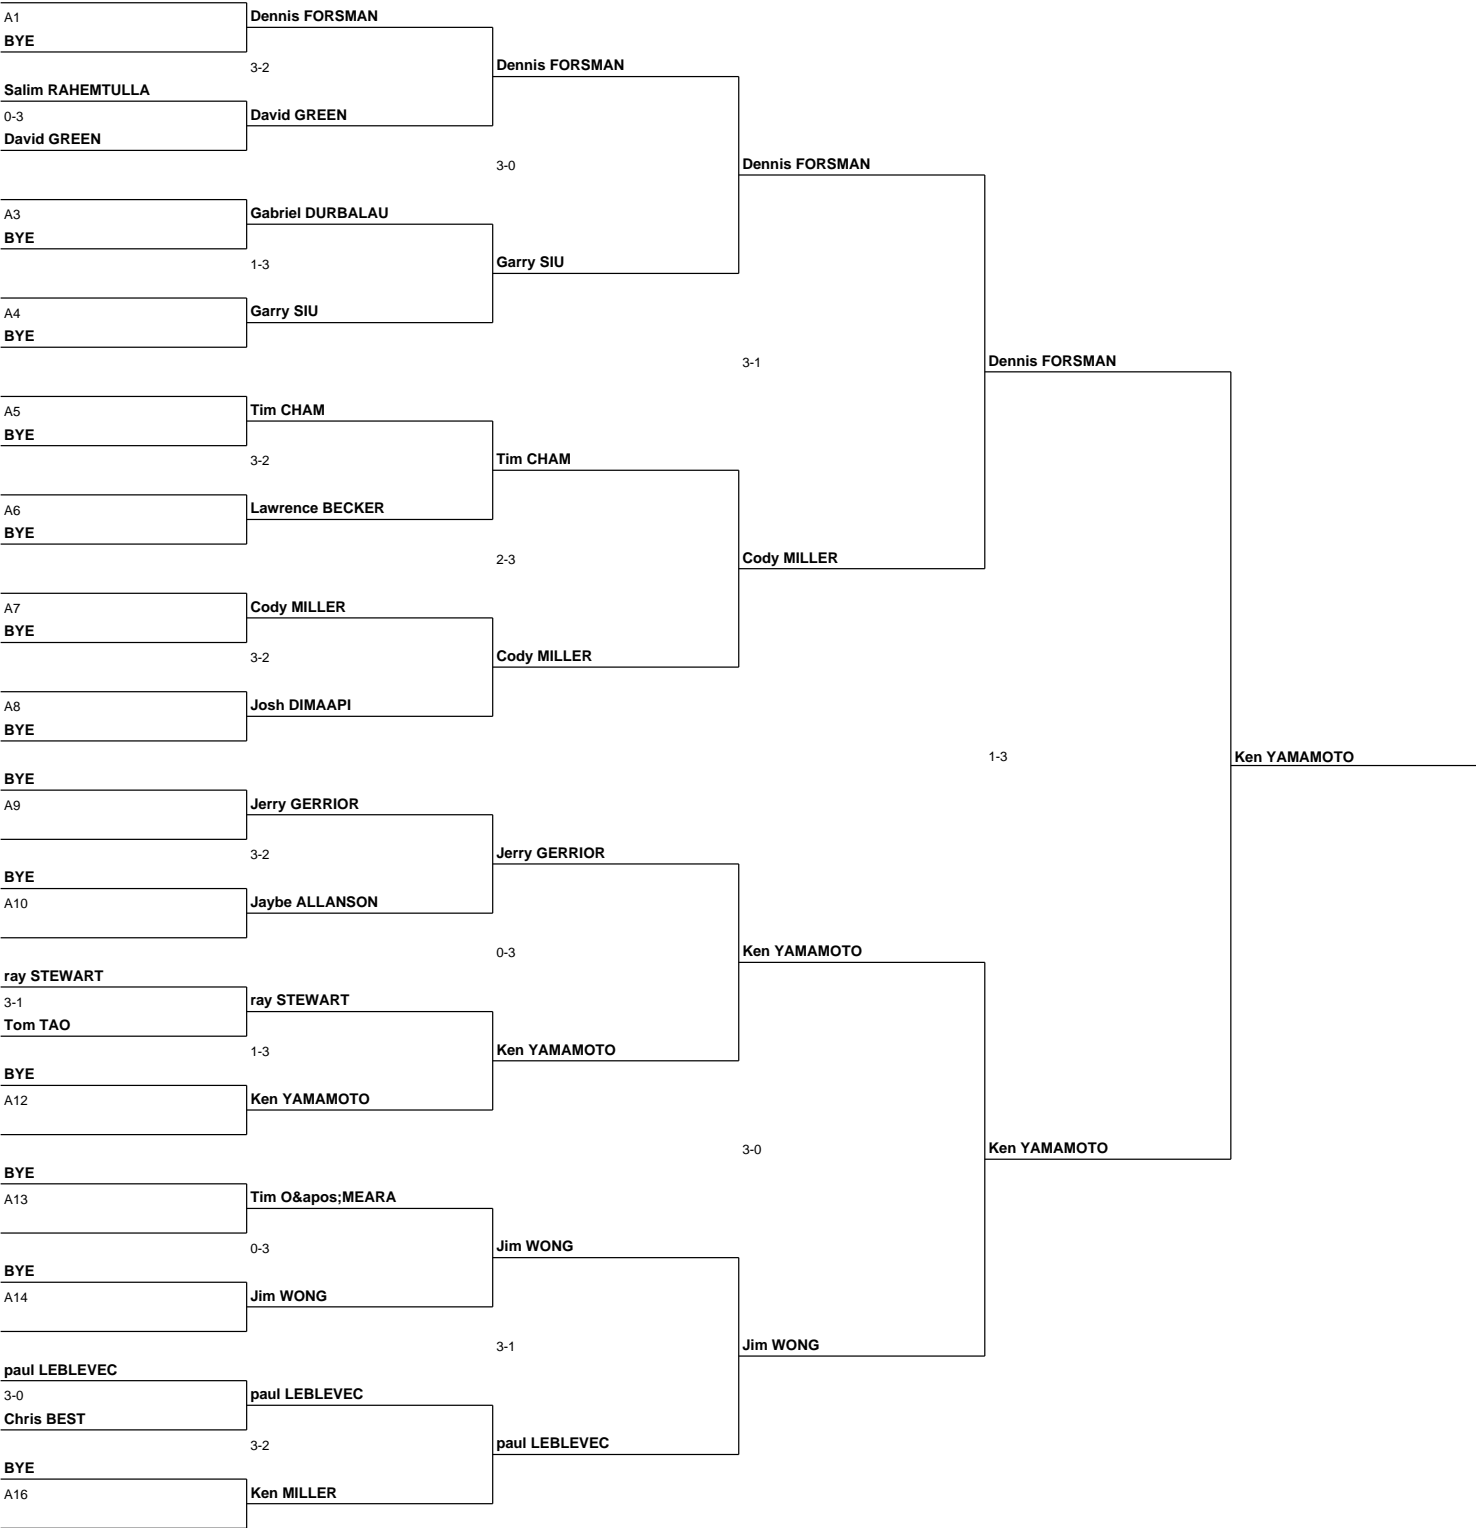 A1
BYE
Dennis FORSMAN
3-2
Salim RAHEMTULLA
0-3
David GREEN
David GREEN
Dennis FORSMAN
3-0
A3
BYE
Gabriel DURBALAU
1-3
A4
BYE
Garry SIU
Garry SIU
Dennis FORSMAN
3-1
A5
BYE
Tim CHAM
3-2
A6
BYE
Lawrence BECKER
Tim CHAM
2-3
A7
BYE
Cody MILLER
3-2
A8
BYE
Josh DIMAAPI
Cody MILLER
Cody MILLER
Dennis FORSMAN
1-3
BYE
A9
Jerry GERRIOR
3-2
BYE
A10
Jaybe ALLANSON
Jerry GERRIOR
0-3
ray STEWART
3-1
Tom TAO
ray STEWART
1-3
BYE
A12
Ken YAMAMOTO
Ken YAMAMOTO
Ken YAMAMOTO
3-0
BYE
A13
Tim O&apos;MEARA
0-3
BYE
A14
Jim WONG
Jim WONG
3-1
paul LEBLEVEC
3-0
Chris BEST
paul LEBLEVEC
3-2
BYE
A16
Ken MILLER
paul LEBLEVEC
Jim WONG
Ken YAMAMOTO
Ken YAMAMOTO